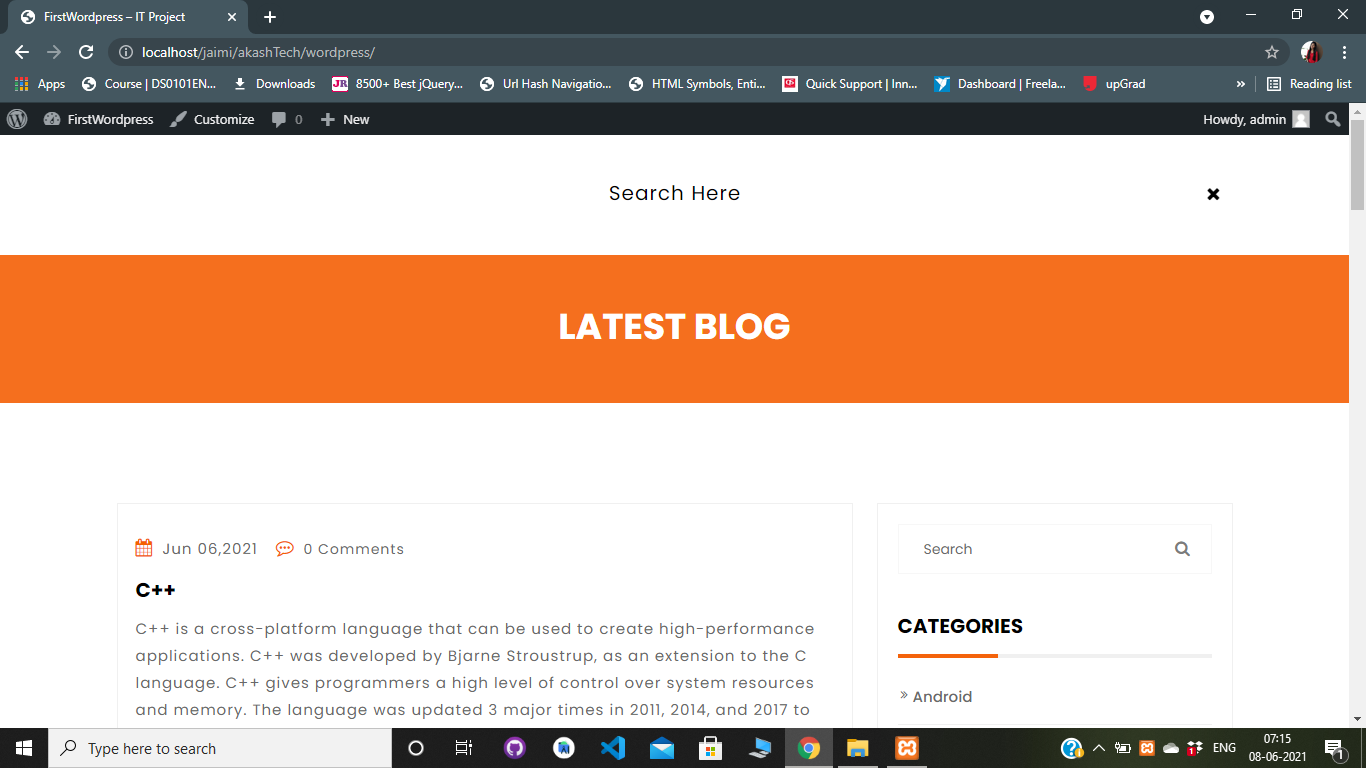 FirstWordpress – IT Project
localhost/jaimi/akashTech/wordpress/
Apps Course | DS0101EN... Downloads JR 8500+ Best jQuery... Url Hash Navigatio... HTML Symbols, Enti... Quick Support | Inn... Dashboard | Freela... upGrad » Reading list
FirstWordpress Customize 0 New Howdy, admin
Search Here
LATEST BLOG
Jun 06,2021 0 Comments
C++
C++ is a cross-platform language that can be used to create high-performance
applications. C++ was developed by Bjarne Stroustrup, as an extension to the C
language. C++ gives programmers a high level of control over system resources
and memory. The language was updated 3 major times in 2011, 2014, and 2017 to
Search
CATEGORIES
» Android
Type here to search
ENG
07:15
08-06-2021
1